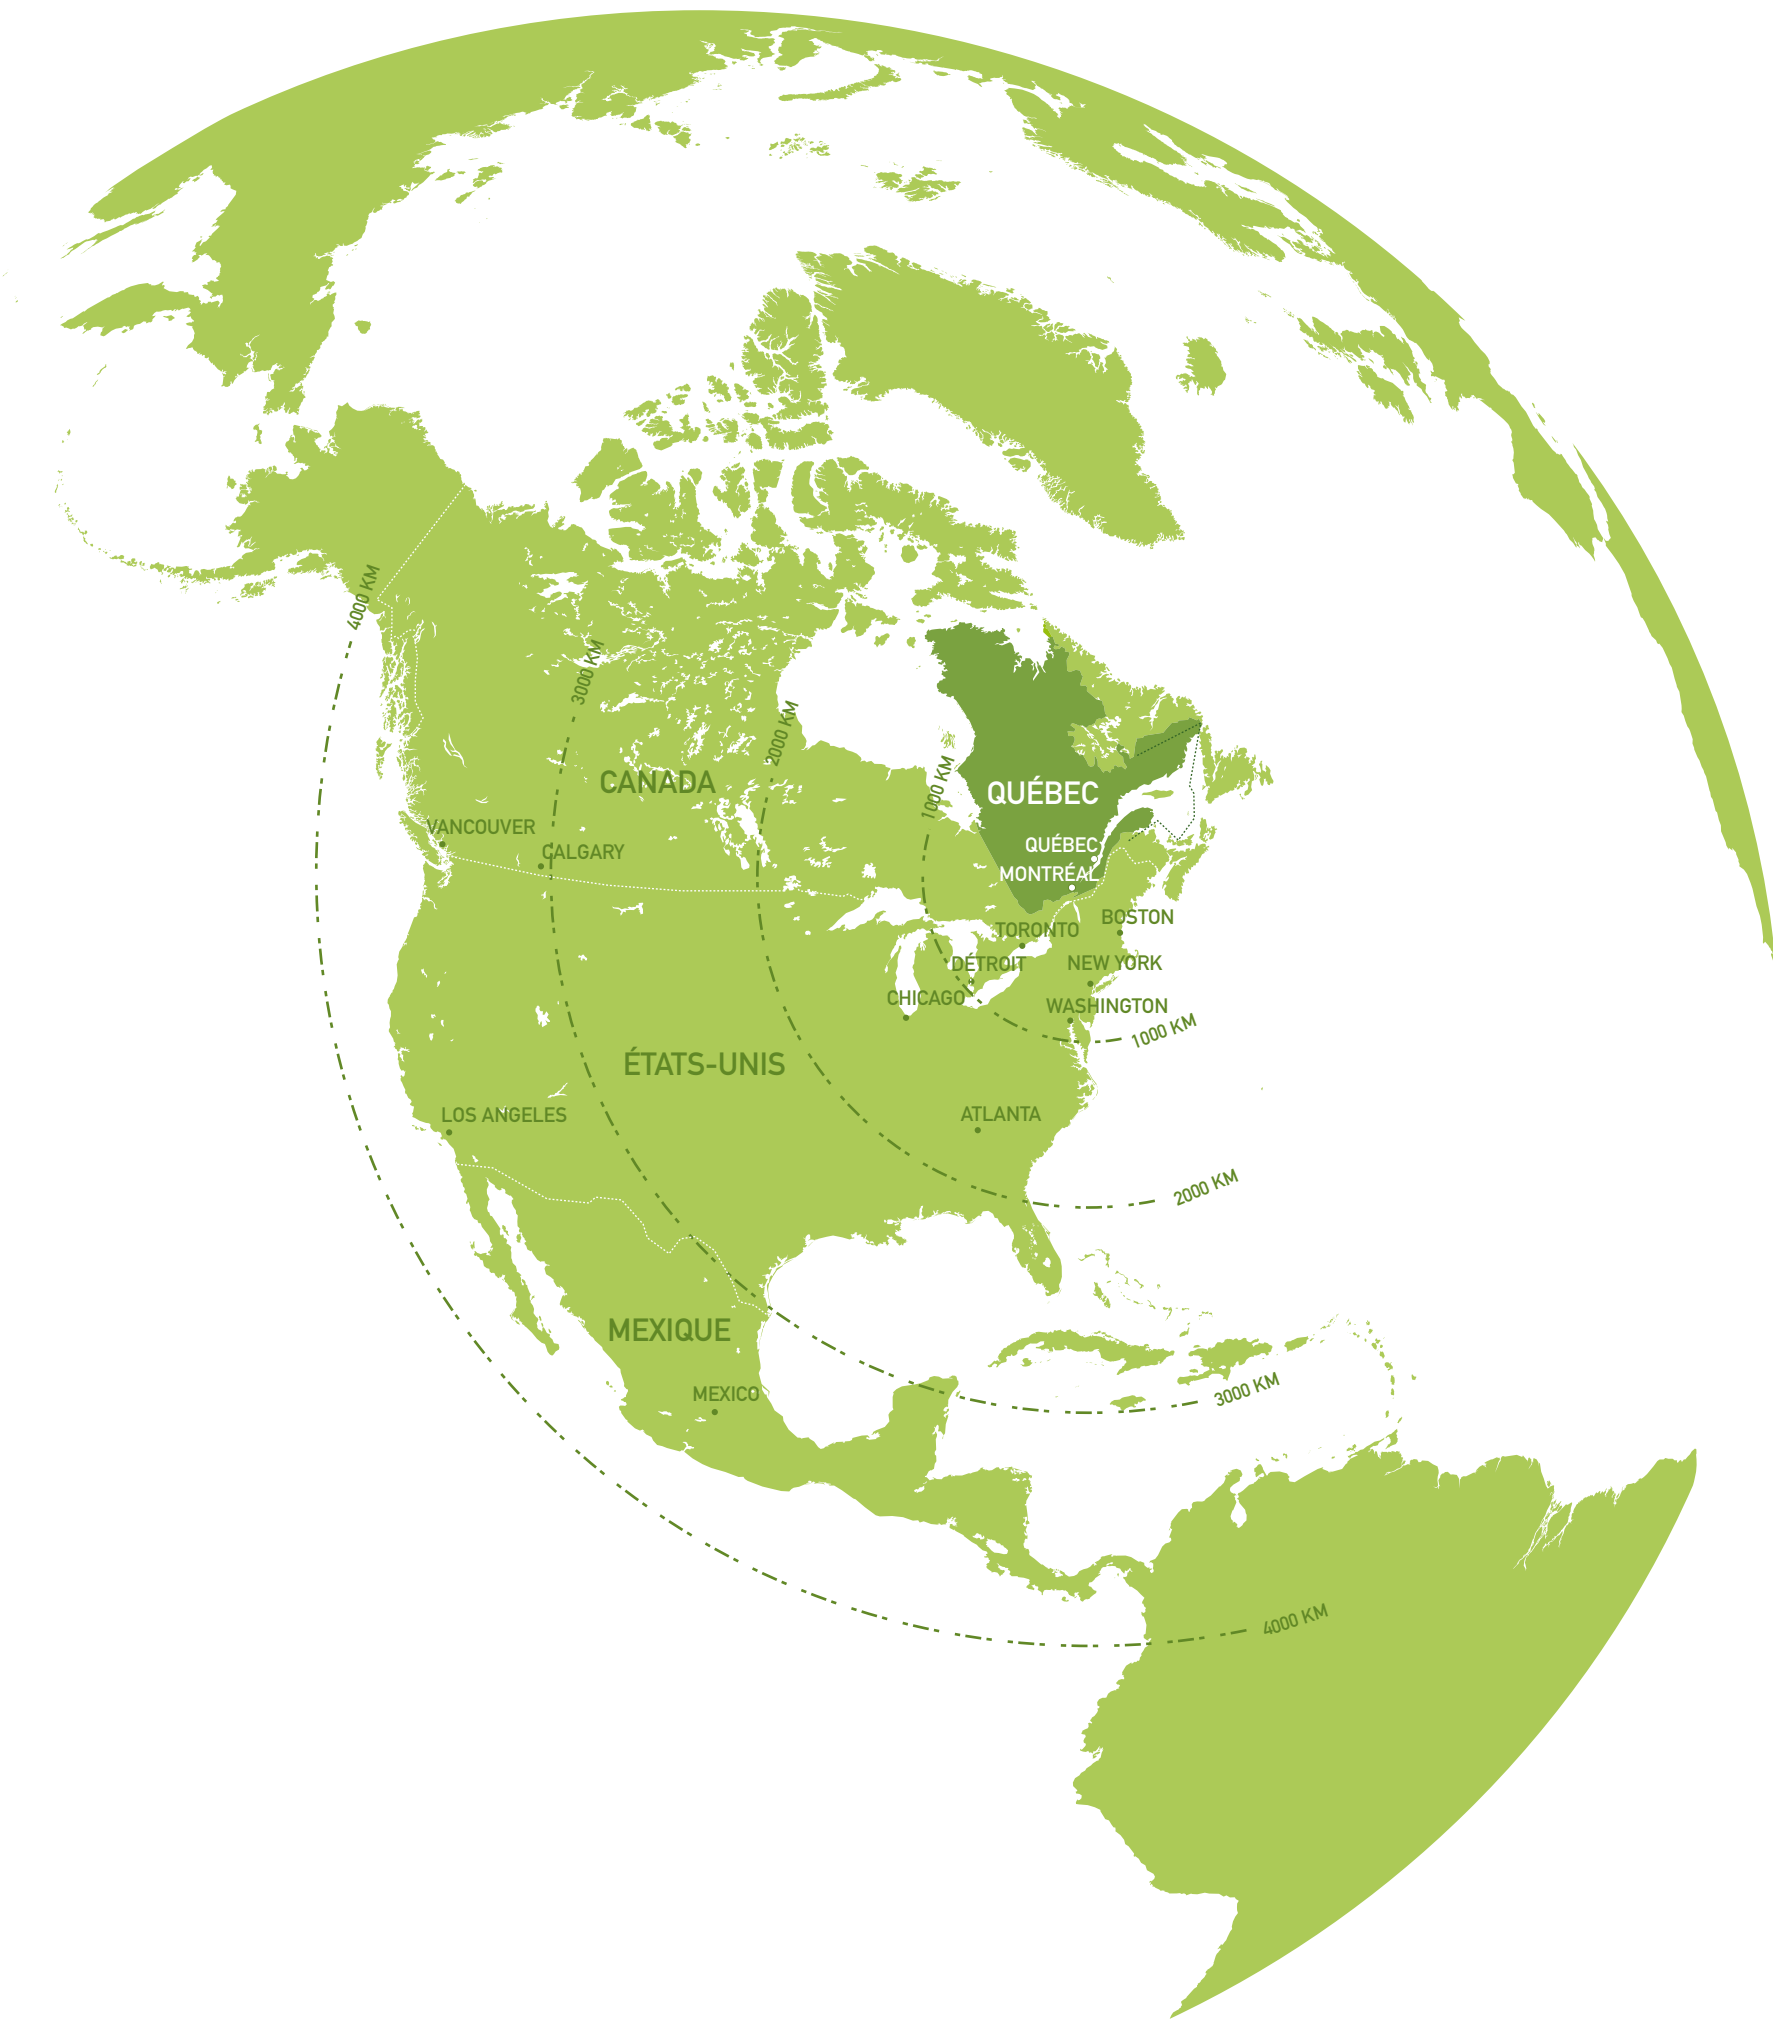 4000 KM
3000 KM
2000 KM
1000 KM
CANADA
QUÉBEC
VANCOUVER
CALGARY
QUÉBEC
MONTRÉAL
BOSTON
TORONTO
DÉTROIT
NEW YORK
CHICAGO
WASHINGTON
1000 KM
ÉTATS-UNIS
LOS ANGELES
ATLANTA
2000 KM
MEXIQUE
MEXICO
3000 KM
4000 KM